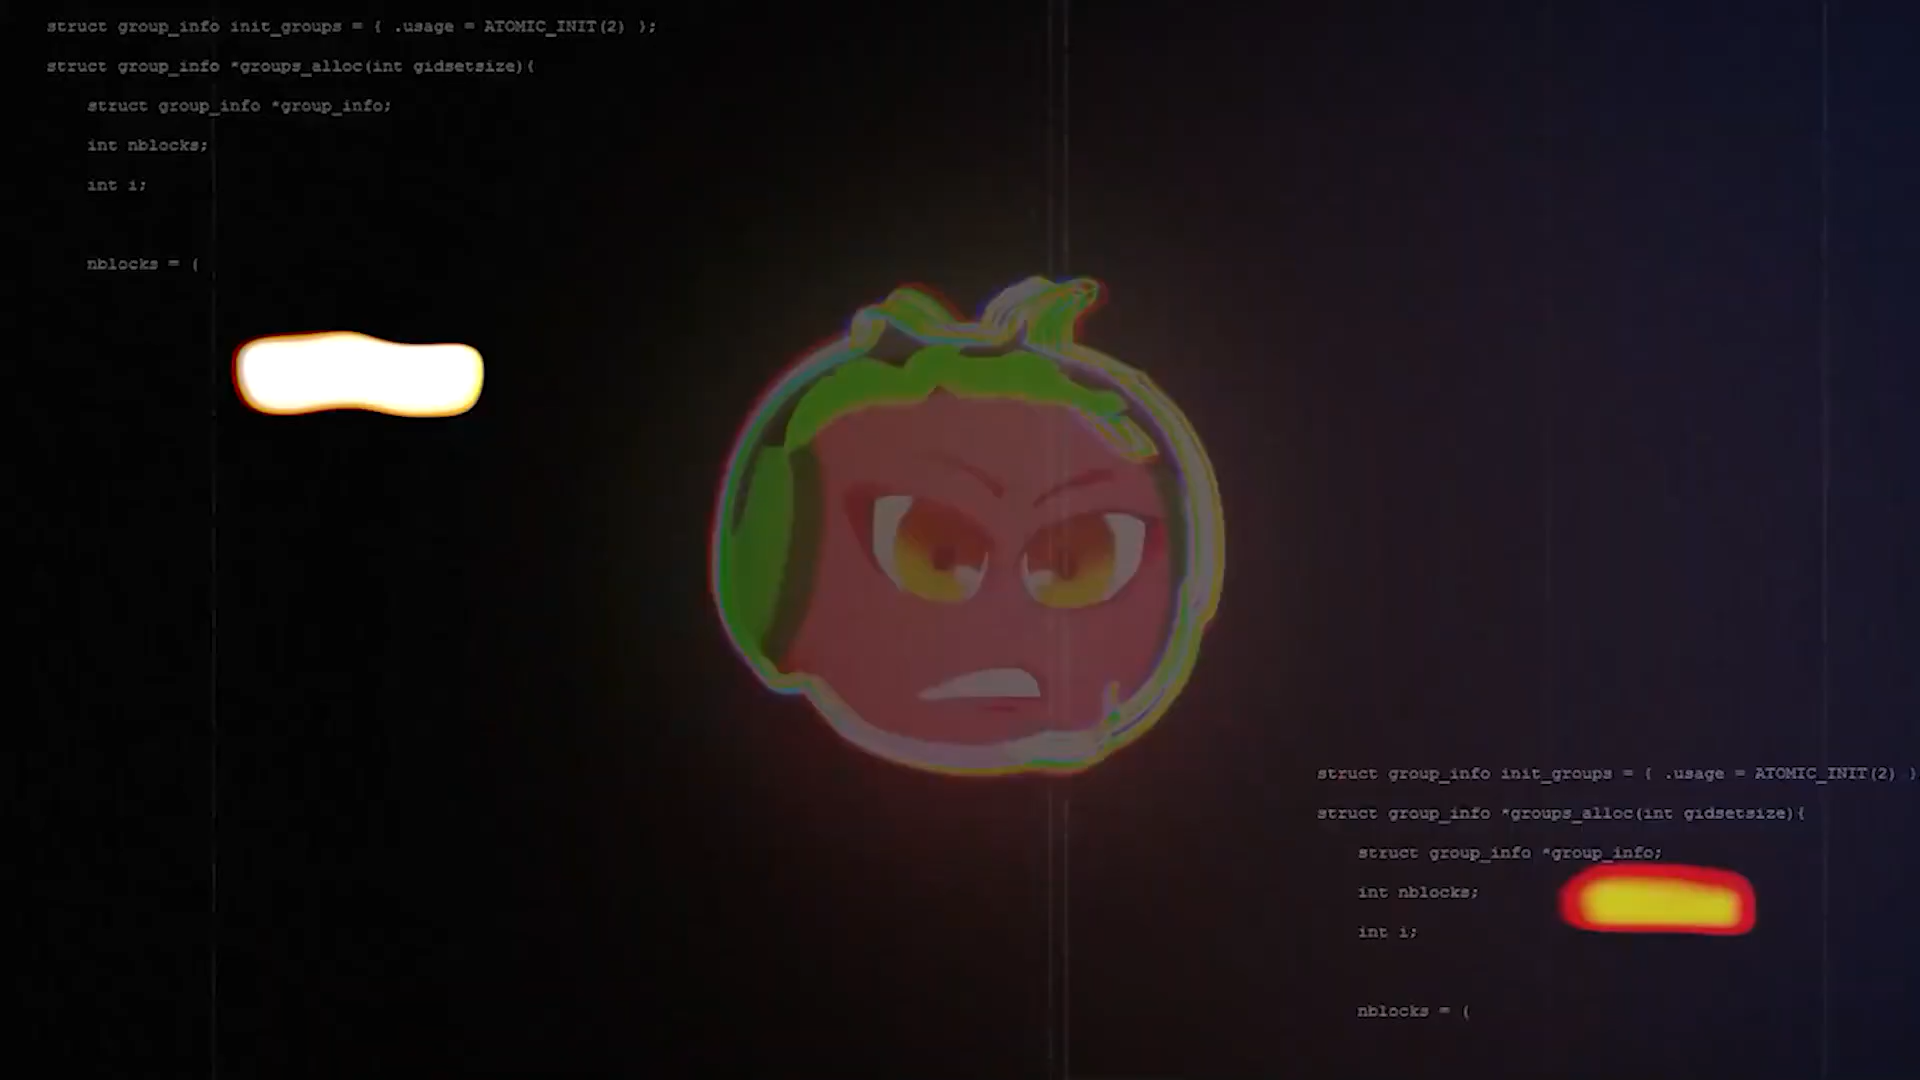 struct group_info init_groups = { .usage = ATOMIC_INIT(2) };
struct group_info *groups_alloc(int gidsetsize){
struct group_info *group_info;
int nblocks;
int i;
nblocks = (
struct group_info init_groups = { .usage = ATOMIC_INIT(2) }
struct group_info *groups_alloc(int gidsetsize){
struct group_info *group_info;
int nblocks;
int i;
nblocks = (